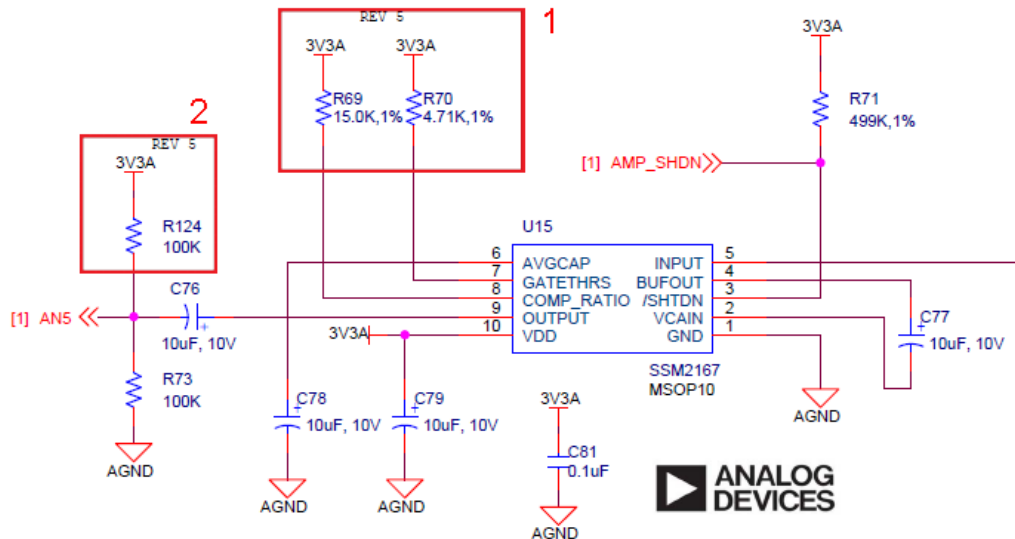 REV 5
1
3V3A
3V3A
R69
15.0K,1%
R70
4.71K,1%
3V3A
R71
499K,1%
2
REV 5
3V3A
R124
100K
[1] AMP_SHDN
U15
6
AVGCAP
INPUT
5
7
GATETHRS
BUFOUT
4
8
COMP_RATIO
/SHTDN
3
9
OUTPUT
VCAIN
2
10
VDD
GND
1
SSM2167
MSOP10
[1] AN5
C76
+
10uF, 10V
3V3A
R73
100K
AGND
C78
+
10uF, 10V
AGND
C79
+
10uF, 10V
AGND
3V3A
C81
0.1uF
AGND
AGND
C77
+
10uF, 10V
ANALOG
DEVICES